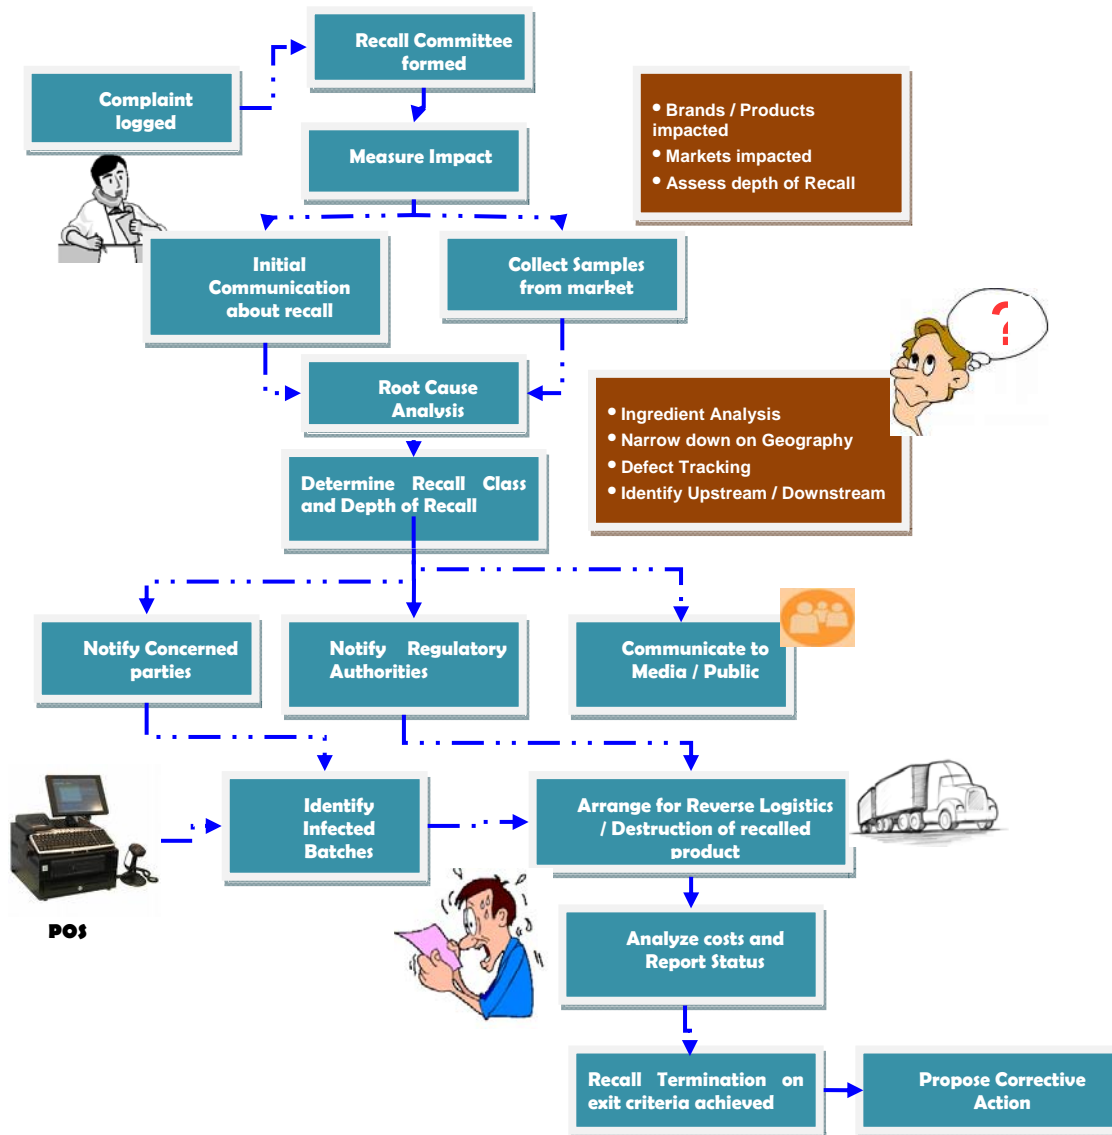 Recall Committee
formed
Complaint
logged
• Brands / Products
impacted
• Markets impacted
• Assess depth of Recall
Measure Impact
Initial
Communication
about recall
Collect Samples
from market
?
Root Cause
Analysis
• Ingredient Analysis
• Narrow down on Geography
• Defect Tracking
• Identify Upstream / Downstream
Determine Recall Class
and Depth of Recall
Notify Concerned
parties
Notify Regulatory
Authorities
Communicate to
Media / Public
Identify
Infected
Batches
Arrange for Reverse Logistics
/ Destruction of recalled
product
POS
Analyze costs and
Report Status
Recall Termination on
exit criteria achieved
Propose Corrective
Action